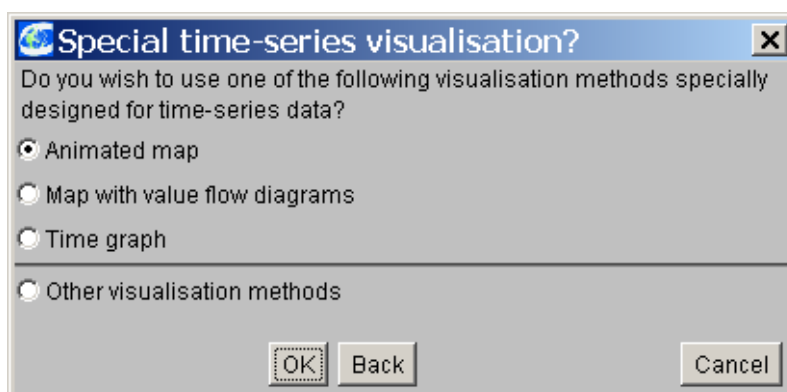 Special time-series visualisation?
Do you wish to use one of the following visualisation methods specially
designed for time-series data?
Animated map
Map with value flow diagrams
Time graph
Other visualisation methods
OK Back Cancel